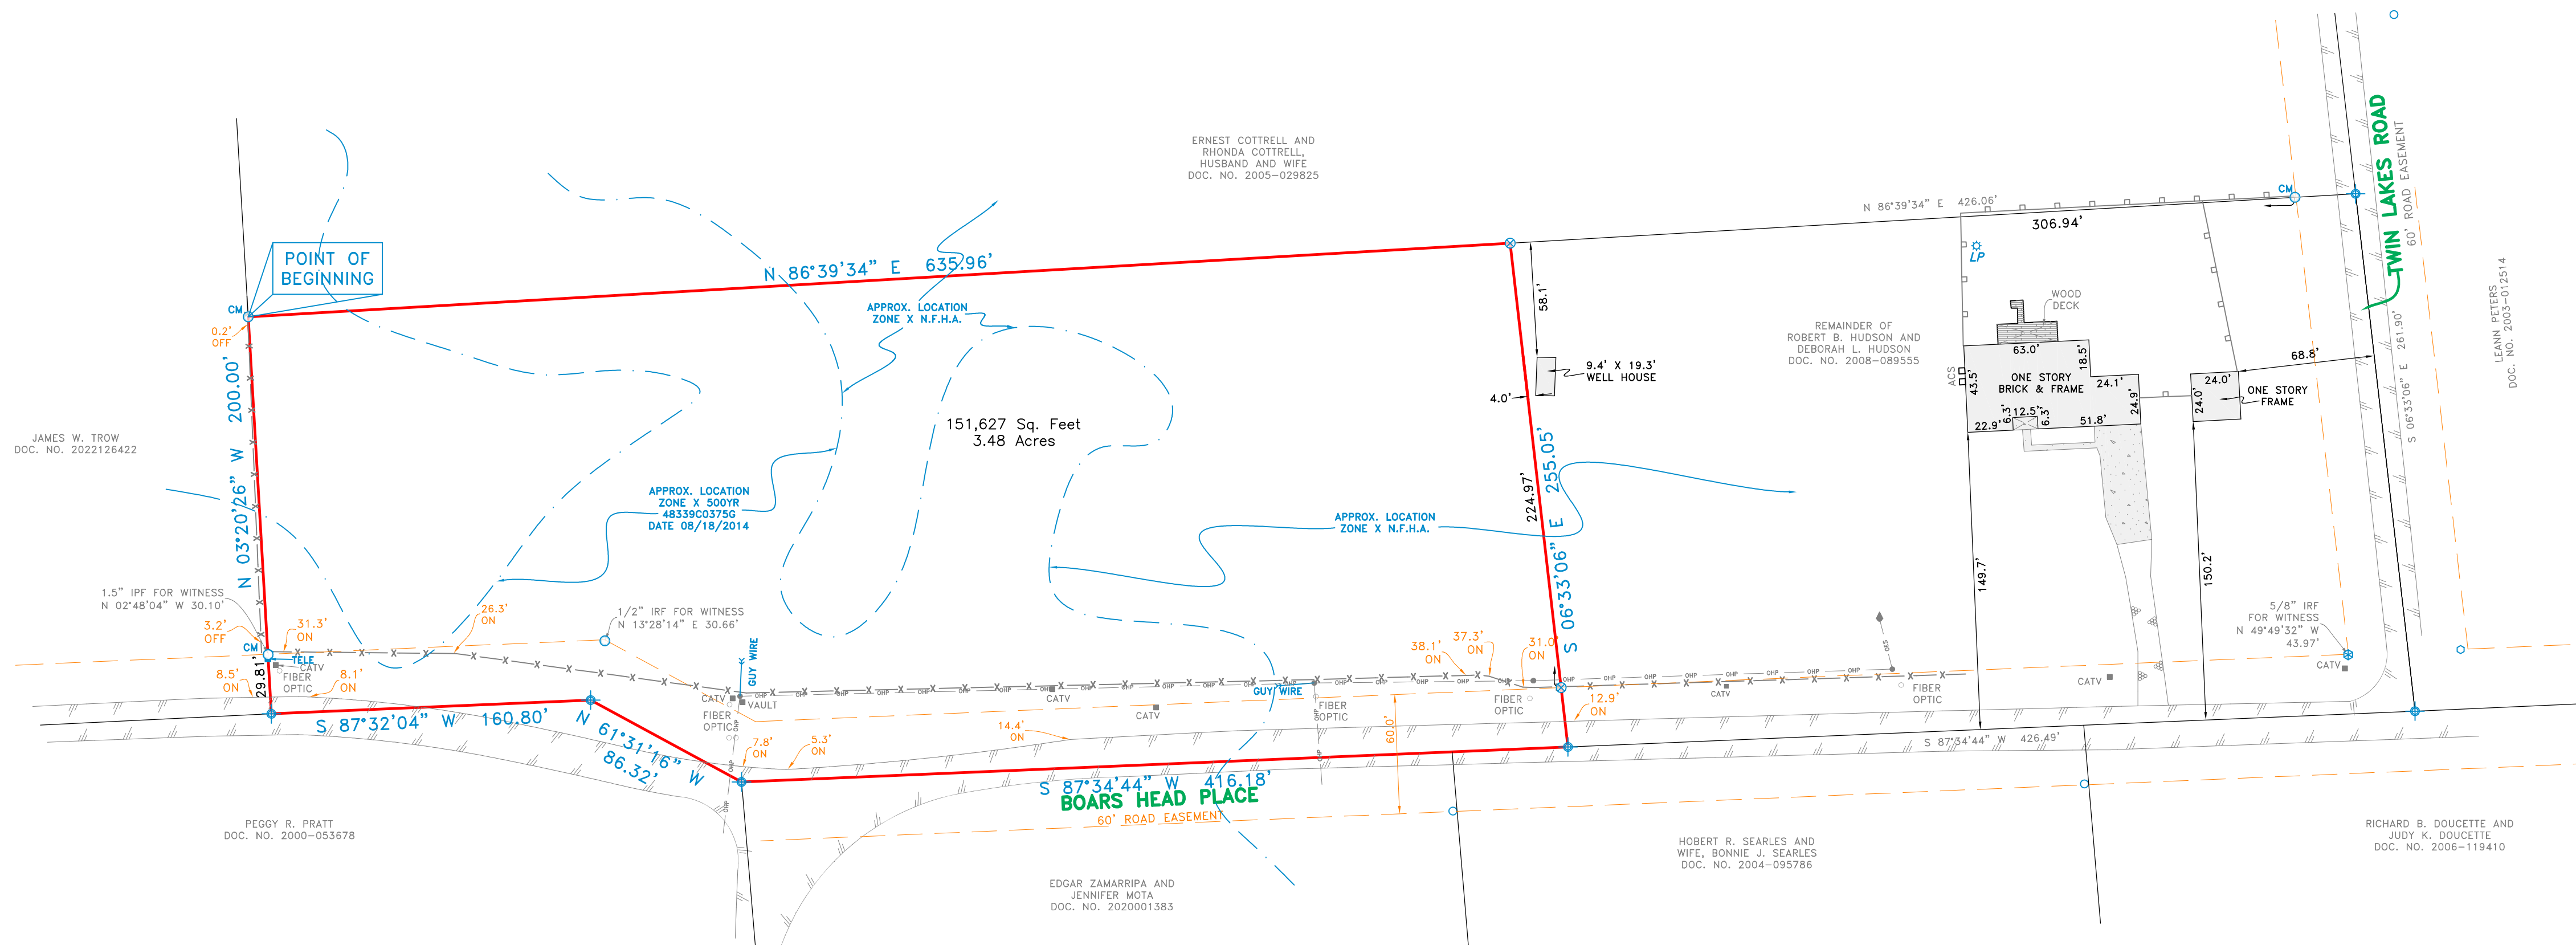 ERNEST COTTRELL AND
RHONDA COTTRELL,
HUSBAND AND WIFE
DOC. NO. 2005-029825
TWIN LAKES ROAD
60' ROAD EASEMENT
LEANN PETERS
DOC. NO. 2003-012514
S 06°33'06" E 261.90'
N 86°39'34" E 426.06'
306.94'
CM
LP
POINT OF
BEGINNING
CM
0.2'
OFF
N 86°39'34" E 635.96'
APPROX. LOCATION
ZONE X N.F.H.A.
58.1'
9.4' X 19.3'
WELL HOUSE
4.0'
REMAINDER OF
ROBERT B. HUDSON AND
DEBORAH L. HUDSON
DOC. NO. 2008-089555
WOOD
DECK
63.0'
18.5'
ACS
43.5'
ONE STORY
BRICK & FRAME
24.1'
24.9'
6.3'
12.5'
6.3'
22.9'
51.8'
68.8'
24.0'
24.0'
ONE STORY
FRAME
N 03°20'26" W 200.00'
JAMES W. TROW
DOC. NO. 2022126422
151,627 Sq. Feet
3.48 Acres
224.97'
S 06°33'06" E 255.05'
APPROX. LOCATION
ZONE X 500YR
48339C0375G
DATE 08/18/2014
APPROX. LOCATION
ZONE X N.F.H.A.
149.7'
150.2'
1.5" IPF FOR WITNESS
N 02°48'04" W 30.10'
3.2'
OFF
31.3'
ON
26.3'
ON
1/2" IRF FOR WITNESS
N 13°28'14" E 30.66'
CM
TELE
CATV
FIBER
OPTIC
29.81'
8.5'
ON
8.1'
ON
GUY WIRE
CATV
VAULT
FIBER
OPTIC
OHP
OHP
OHP
OHP
OHP
OHP
OHP
OHP
OHP
OHP
OHP
OHP
CATV
CATV
GUY WIRE
FIBER
OPTIC
38.1'
ON
37.3'
ON
31.0'
ON
FIBER
OPTIC
12.9'
ON
CATV
OES
FIBER
OPTIC
CATV
CATV
5/8" IRF
FOR WITNESS
N 49°49'32" W
43.97'
S 87°32'04" W 160.80'
N 61°31'16" W
86.32'
7.8'
ON
5.3'
ON
14.4'
ON
60.0'
S 87°34'44" W 416.18'
BOARS HEAD PLACE
60' ROAD EASEMENT
S 87°34'44" W 426.49'
PEGGY R. PRATT
DOC. NO. 2000-053678
EDGAR ZAMARRIPA AND
JENNIFER MOTA
DOC. NO. 2020001383
HOBERT R. SEARLES AND
WIFE, BONNIE J. SEARLES
DOC. NO. 2004-095786
RICHARD B. DOUCETTE AND
JUDY K. DOUCETTE
DOC. NO. 2006-119410